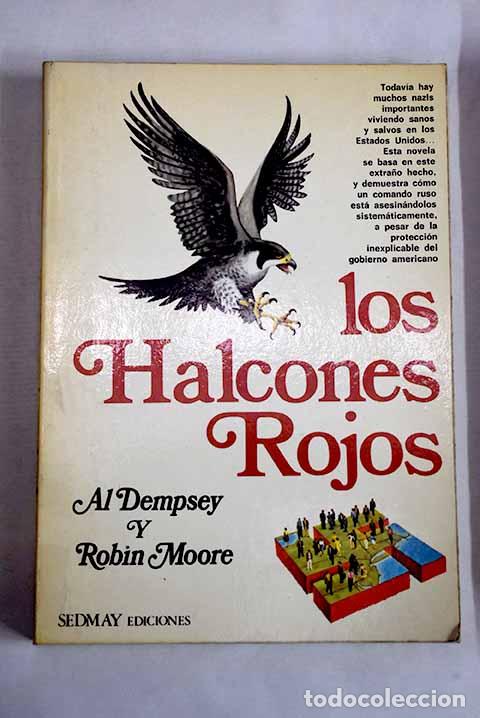 Todavía hay
muchos nazis
importantes
viviendo sanos
y salvos en los
Estados Unidos...
Esta novela
se basa en este
extraño hecho,
y demuestra cómo
un comando ruso
está asesinándolos
sistemáticamente,
a pesar de la
protección
inexplicable del
gobierno americano
los
Halcones
Rojos
Al Dempsey
Y
Robin Moore
SEDMAY EDICIONES
todocoleccion